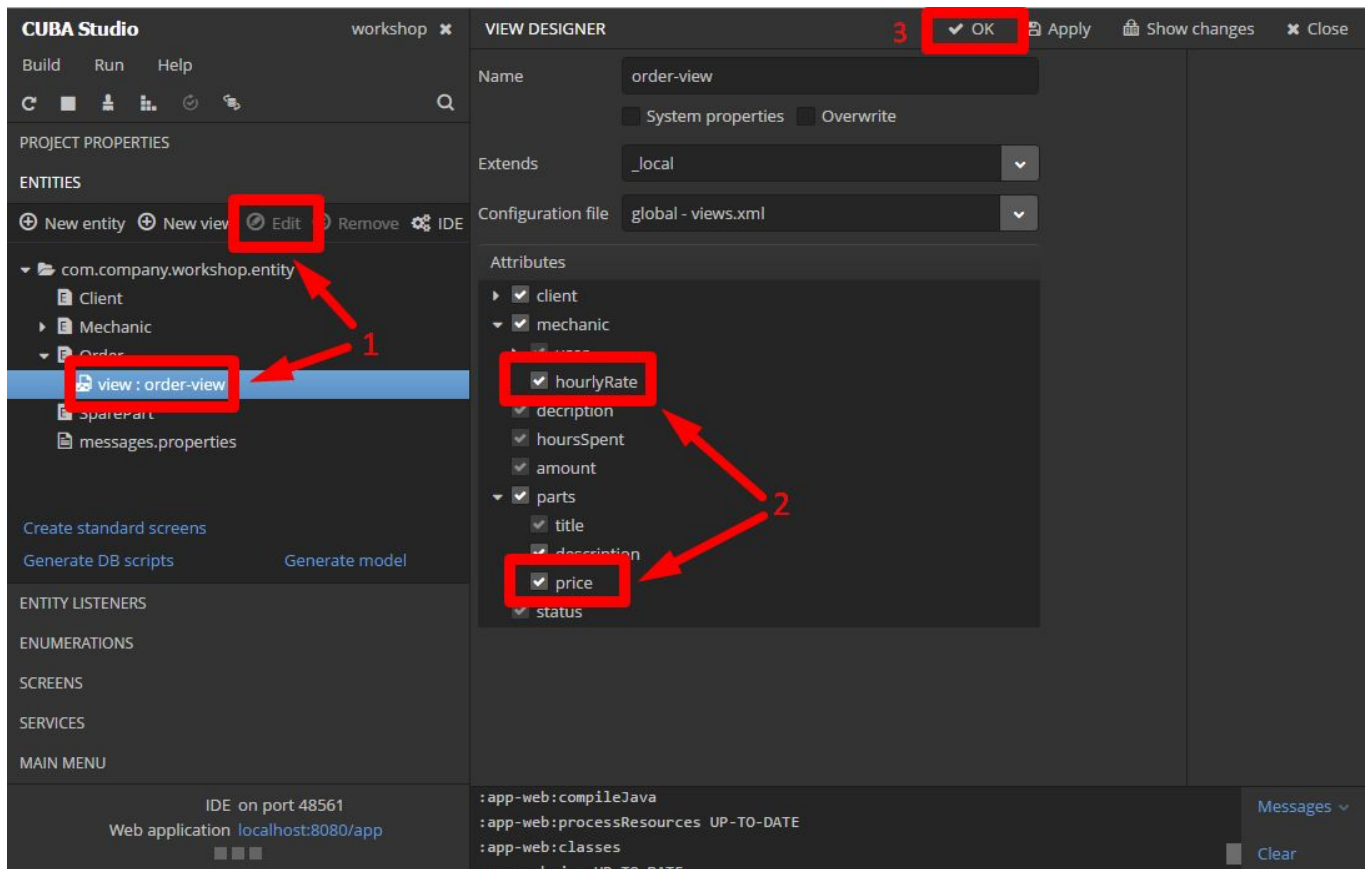 CUBA Studio
workshop
Build Run Help
PROJECT PROPERTIES
ENTITIES
New entity New view Edit Remove IDE
com.company.workshop.entity
Client
Mechanic
Order
view : order-view
SparePart
messages.properties
1
Create standard screens
Generate DB scripts Generate model
ENTITY LISTENERS
ENUMERATIONS
SCREENS
SERVICES
MAIN MENU
IDE on port 48561
Web application localhost:8080/app
VIEW DESIGNER
3
OK Apply Show changes Close
Name order-view
System properties Overwrite
Extends _local
Configuration file global - views.xml
Attributes
client
mechanic
hourlyRate
decription
hoursSpent
amount
parts
title
description
price
status
2
:app-web:compileJava
:app-web:processResources UP-TO-DATE
:app-web:classes
Messages
Clear